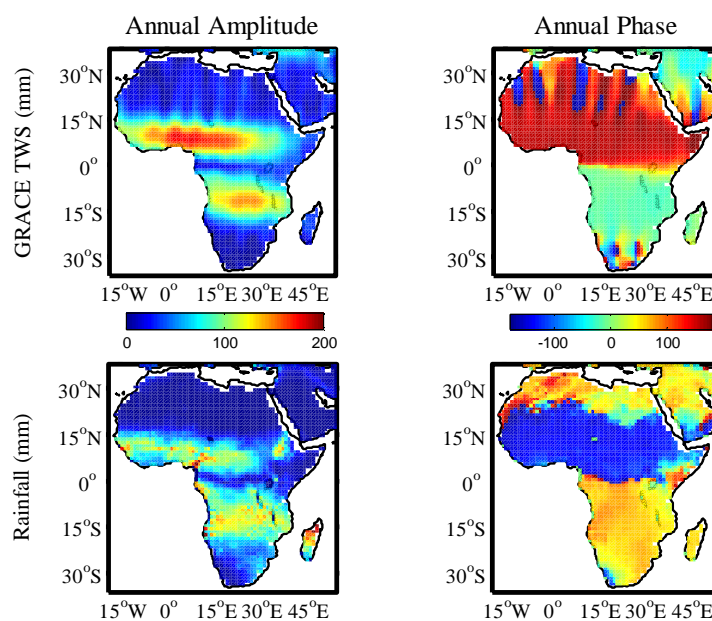 Annual Amplitude
Annual Phase
GRACE TWS (mm)
30°N
15°N
0°
15°S
30°S
15°W 0° 15°E 30°E 45°E
30°N
15°N
0°
15°S
30°S
15°W 0° 15°E 30°E 45°E
0 100 200
-100 0 100
Rainfall (mm)
30°N
15°N
0°
15°S
30°S
15°W 0° 15°E 30°E 45°E
30°N
15°N
0°
15°S
30°S
15°W 0° 15°E 30°E 45°E